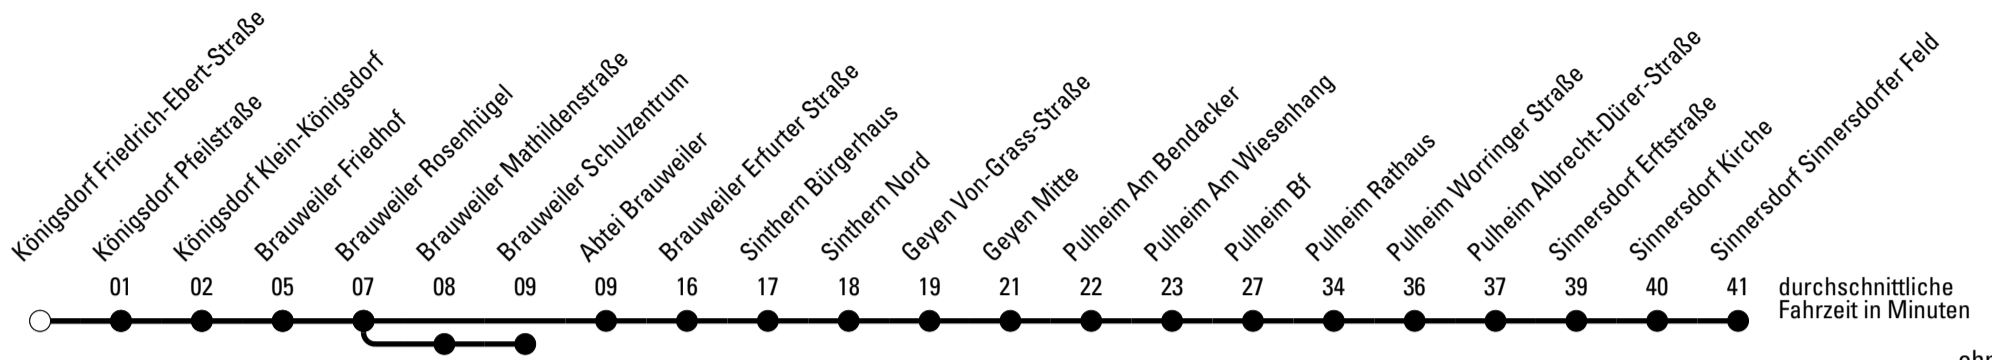 Königsdorf Friedrich-Ebert-Straße
Königsdorf Pfeilstraße
Königsdorf Klein-Königsdorf
Brauweiler Friedhof
Brauweiler Rosenhügel
Brauweiler Mathildenstraße
Brauweiler Schulzentrum
Abtei Brauweiler
Brauweiler Erfurter Straße
Sinthern Bürgerhaus
Sinthern Nord
Geyen Von-Grass-Straße
Geyen Mitte
Pulheim Am Bendacker
Pulheim Am Wiesenhang
Pulheim Bf
Pulheim Rathaus
Pulheim Worringer Straße
Pulheim Albrecht-Dürer-Straße
Sinnersdorf Erftstraße
Sinnersdorf Kirche
Sinnersdorf Sinnersdorfer Feld
01 02 05 07 08 09 09 16 17 18 19 21 22 23 27 34 36 37 39 40 41 durchschnittliche
Fahrzeit in Minuten